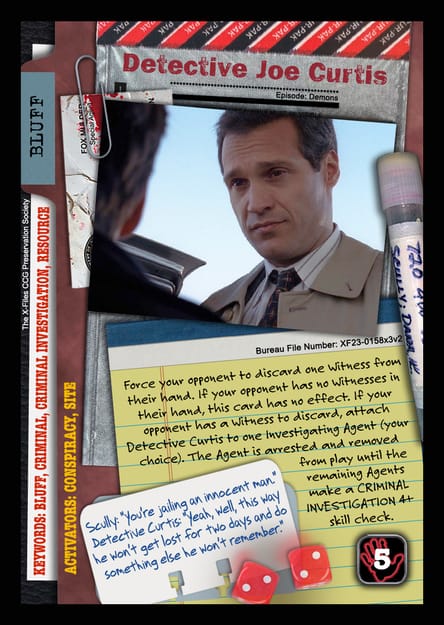 Detective Joe Curtis
Episode: Demons
BLUFF
The X-Files CCG Preservation Society
KEYWORDS: BLUFF, CRIMINAL, CRIMINAL INVESTIGATION, RESOURCE
ACTIVATORS: CONSPIRACY, SITE
Bureau File Number: XF23-0158x3v2
Force your opponent to discard one Witness from
their hand. If your opponent has no Witnesses in
their hand, this card has no effect. If your
opponent has a Witness to discard, attach
Detective Curtis to one Investigating Agent (your
choice). The Agent is arrested and removed
from play until the
remaining Agents
make a CRIMINAL
INVESTIGATION 4+
skill check.
Scully: "You're jailing an innocent man."
Detective Curtis: "Yeah, well, this way
he won't get lost for two days and do
something else he won't remember."
5